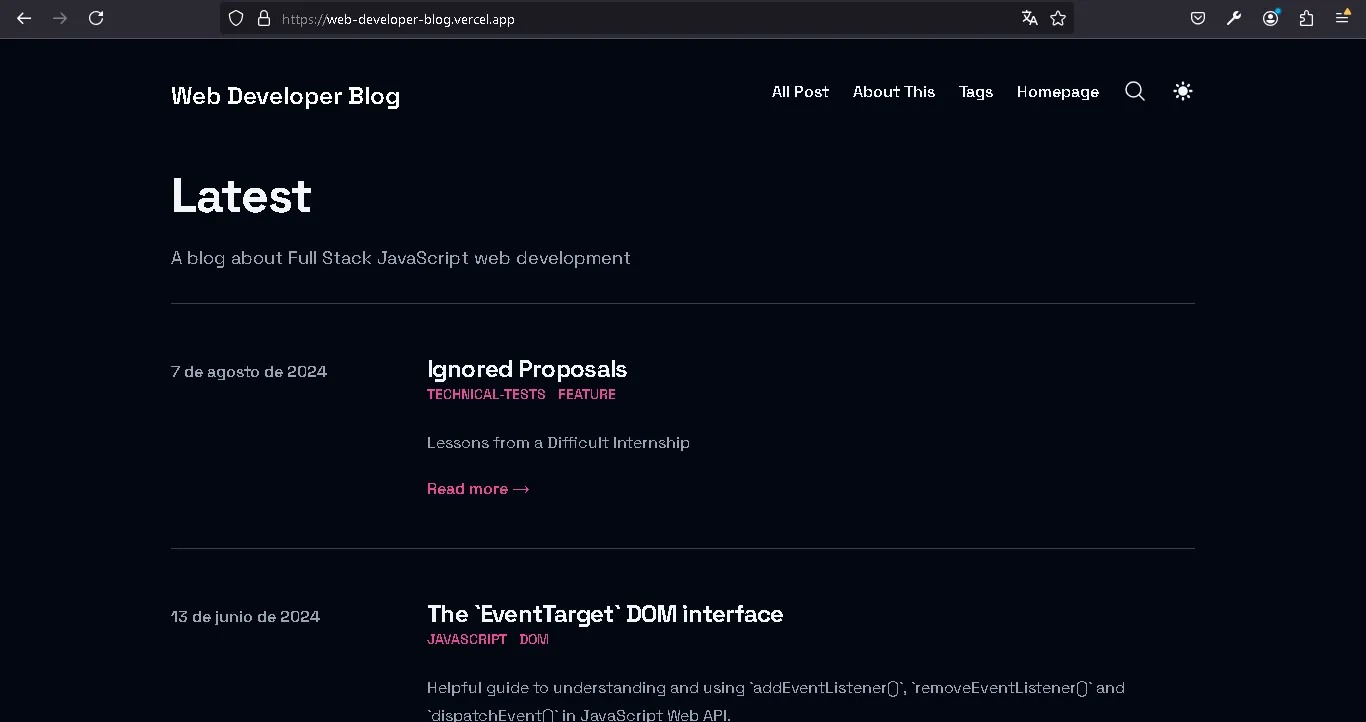 https://web-developer-blog.vercel.app
Web Developer Blog
All Post About This Tags Homepage
Latest
A blog about Full Stack JavaScript web development
7 de agosto de 2024
Ignored Proposals
TECHNICAL-TESTS FEATURE
Lessons from a Difficult Internship
Read more →
13 de junio de 2024
The `EventTarget` DOM interface
JAVASCRIPT DOM
Helpful guide to understanding and using `addEventListener()`, `removeEventListener()` and
`dispatchEvent()` in JavaScript Web API.